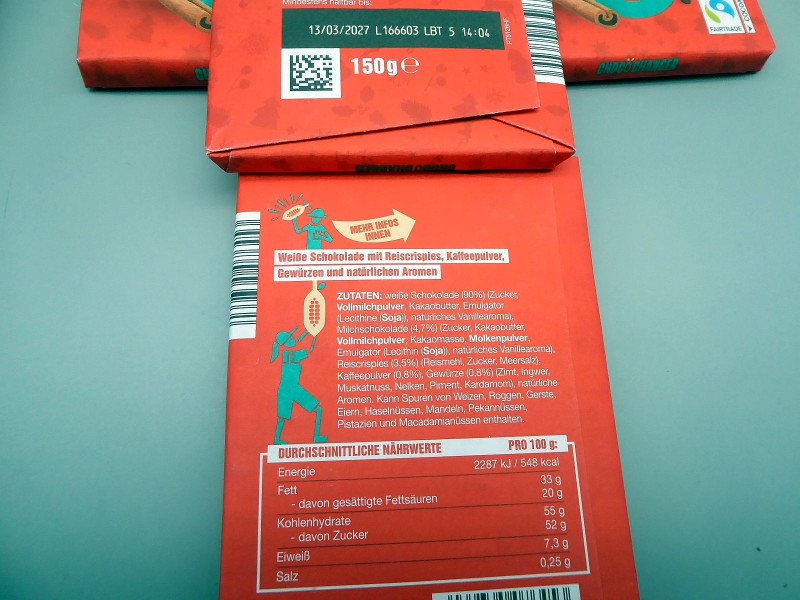 Mindestens haltbar bis:
13/03/2027 L166603 LBT 5 14:04
150g℮
FAIRTRADE
CHOCO CHANGER
MEHR INFOS
INNEN
Weiße Schokolade mit Reiscrispies, Kaffeepulver,
Gewürzen und natürlichen Aromen
ZUTATEN: weiße Schokolade (90%) (Zucker,
Vollmilchpulver, Kakaobutter, Emulgator
(Lecithine (Soja)), natürliches Vanillearoma),
Milchschokolade (4,7%) (Zucker, Kakaobutter,
Vollmilchpulver, Kakaomasse, Molkenpulver,
Emulgator (Lecithin (Soja)), natürliches Vanillearoma),
Reiscrispies (3,5%) (Reismehl, Zucker, Meersalz),
Kaffeepulver (0,8%), Gewürze (0,8%) (Zimt, Ingwer,
Muskatnuss, Nelken, Piment, Kardamom), natürliche
Aromen. Kann Spuren von Weizen, Roggen, Gerste,
Eiern, Haselnüssen, Mandeln, Pekannüssen,
Pistazien und Macadamianüssen enthalten.
DURCHSCHNITTLICHE NÄHRWERTE PRO 100 g:
Energie 2287 kJ / 548 kcal
Fett 33 g
- davon gesättigte Fettsäuren 20 g
Kohlenhydrate 55 g
- davon Zucker 52 g
Eiweiß 7,3 g
Salz 0,25 g